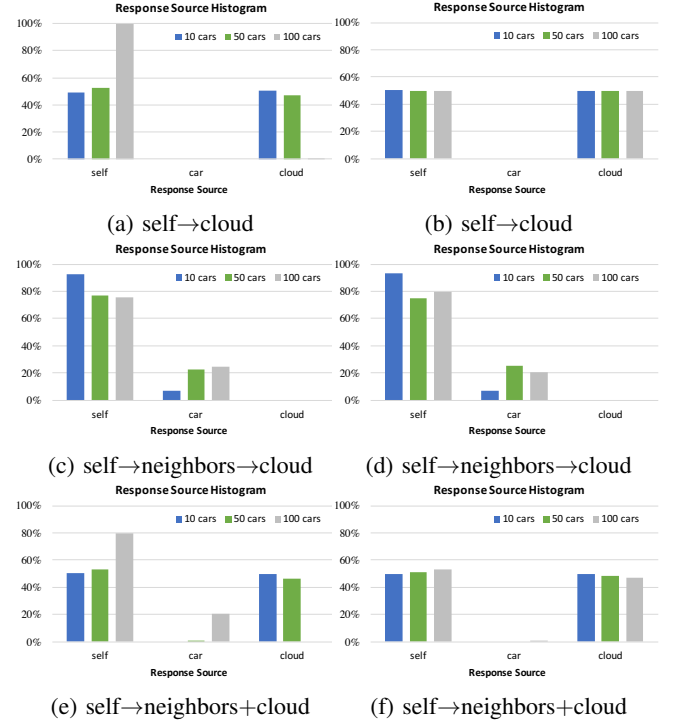 Response Source Histogram
100%
80%
60%
40%
20%
0%
10 cars 50 cars 100 cars
self car cloud
Response Source
(a) self→cloud
Response Source Histogram
100%
80%
60%
40%
20%
0%
10 cars 50 cars 100 cars
self car cloud
Response Source
(b) self→cloud
Response Source Histogram
100%
80%
60%
40%
20%
0%
10 cars 50 cars 100 cars
self car cloud
Response Source
(c) self→neighbors→cloud
Response Source Histogram
100%
80%
60%
40%
20%
0%
10 cars 50 cars 100 cars
self car cloud
Response Source
(d) self→neighbors→cloud
Response Source Histogram
100%
80%
60%
40%
20%
0%
10 cars 50 cars 100 cars
self car cloud
Response Source
(e) self→neighbors+cloud
Response Source Histogram
100%
80%
60%
40%
20%
0%
10 cars 50 cars 100 cars
self car cloud
Response Source
(f) self→neighbors+cloud